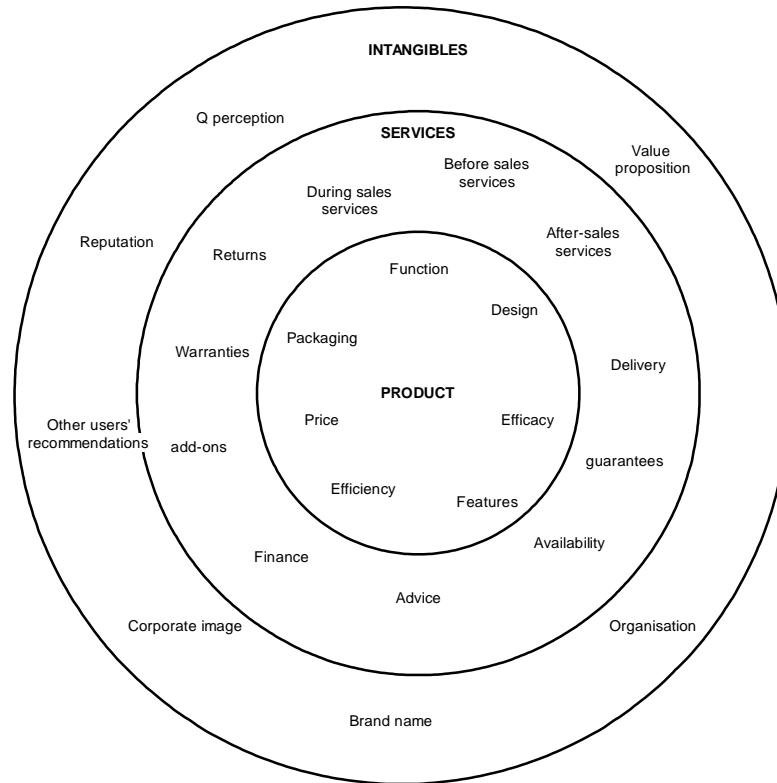 INTANGIBLES
Q perception
SERVICES
Value
proposition
Before sales
services
During sales
services
Reputation
Returns
After-sales
services
Function
Design
Packaging
Warranties
Delivery
PRODUCT
Price
Efficacy
Other users'
recommendations
add-ons
guarantees
Efficiency
Features
Availability
Finance
Advice
Corporate image
Organisation
Brand name